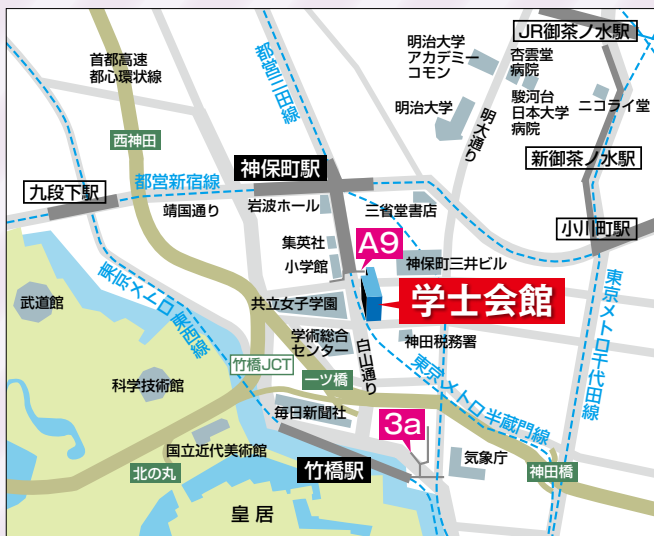 JR御茶ノ水駅
首都高速
都心環状線
都営三田線
明治大学
アカデミー
コモン
杏雲堂
病院
駿河台
日本大学
病院
ニコライ堂
明治大学
明大通り
西神田
新御茶ノ水駅
神保町駅
都営新宿線
九段下駅
靖国通り
岩波ホール
三省堂書店
小川町駅
集英社
A9
小学館
神保町三井ビル
学士会館
武道館
東京メトロ東西線
共立女子学園
東京メトロ千代田線
学術総合
センター
白山通り
神田税務署
竹橋JCT
一ツ橋
東京メトロ半蔵門線
科学技術館
毎日新聞社
3a
国立近代美術館
北の丸
竹橋駅
気象庁
神田橋
皇居